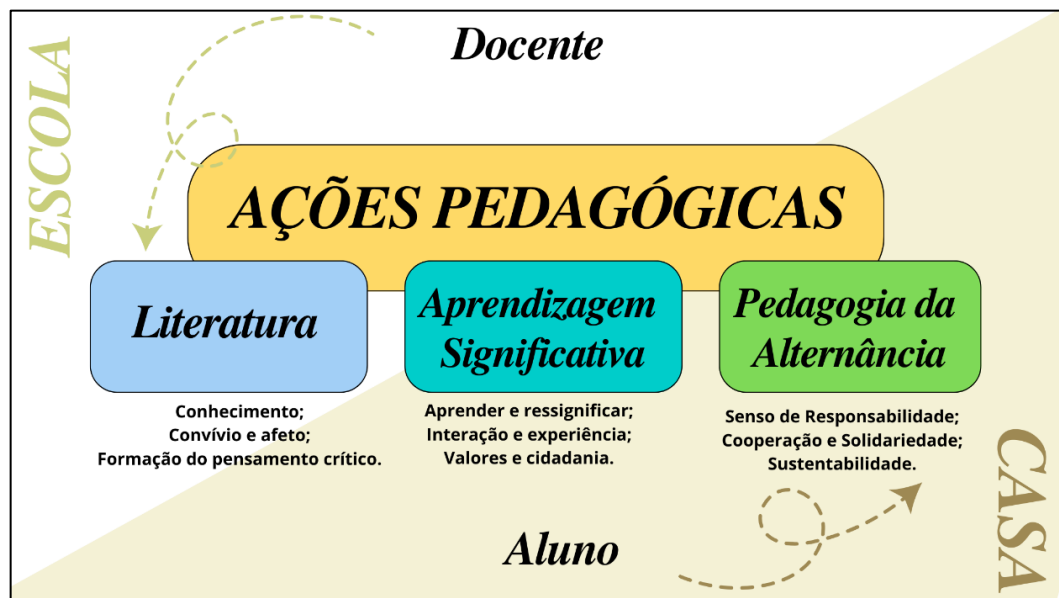 ESCOLA
Docente
AÇÕES PEDAGÓGICAS
Literatura
Conhecimento;
Convívio e afeto;
Formação do pensamento crítico.
Aprendizagem
Significativa
Aprender e ressignificar;
Interação e experiência;
Valores e cidadania.
Pedagogia da
Alternância
Senso de Responsabilidade;
Cooperação e Solidariedade;
Sustentabilidade.
Aluno
CASA